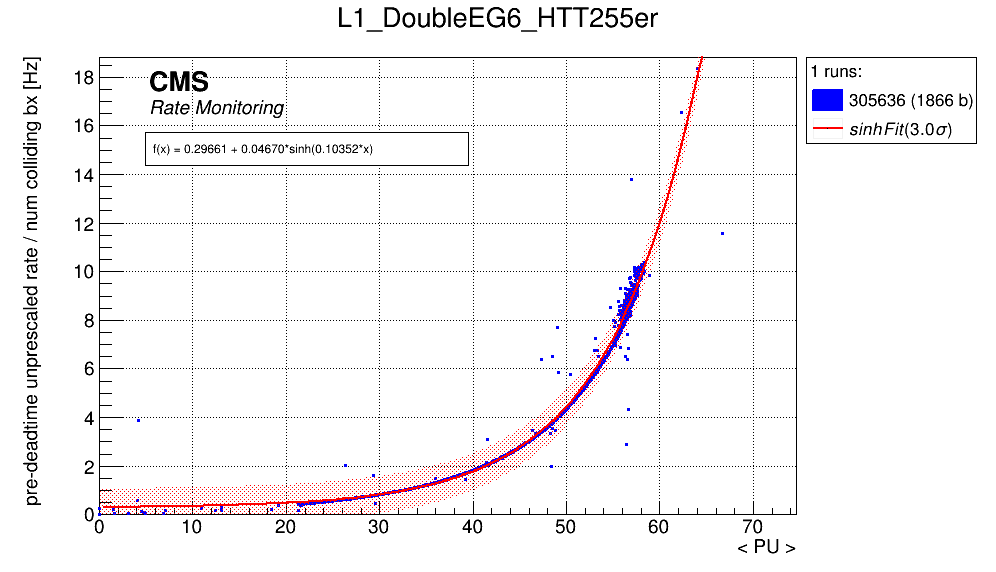 L1_DoubleEG6_HTT255er
pre-deadtime unprescaled rate / num colliding bx [Hz]
CMS
Rate Monitoring
f(x) = 0.29661 + 0.04670*sinh(0.10352*x)
18
16
14
12
10
8
6
4
2
0
0 10 20 30 40 50 60 70
< PU >
1 runs:
305636 (1866 b)
sinhFit(3.0σ)